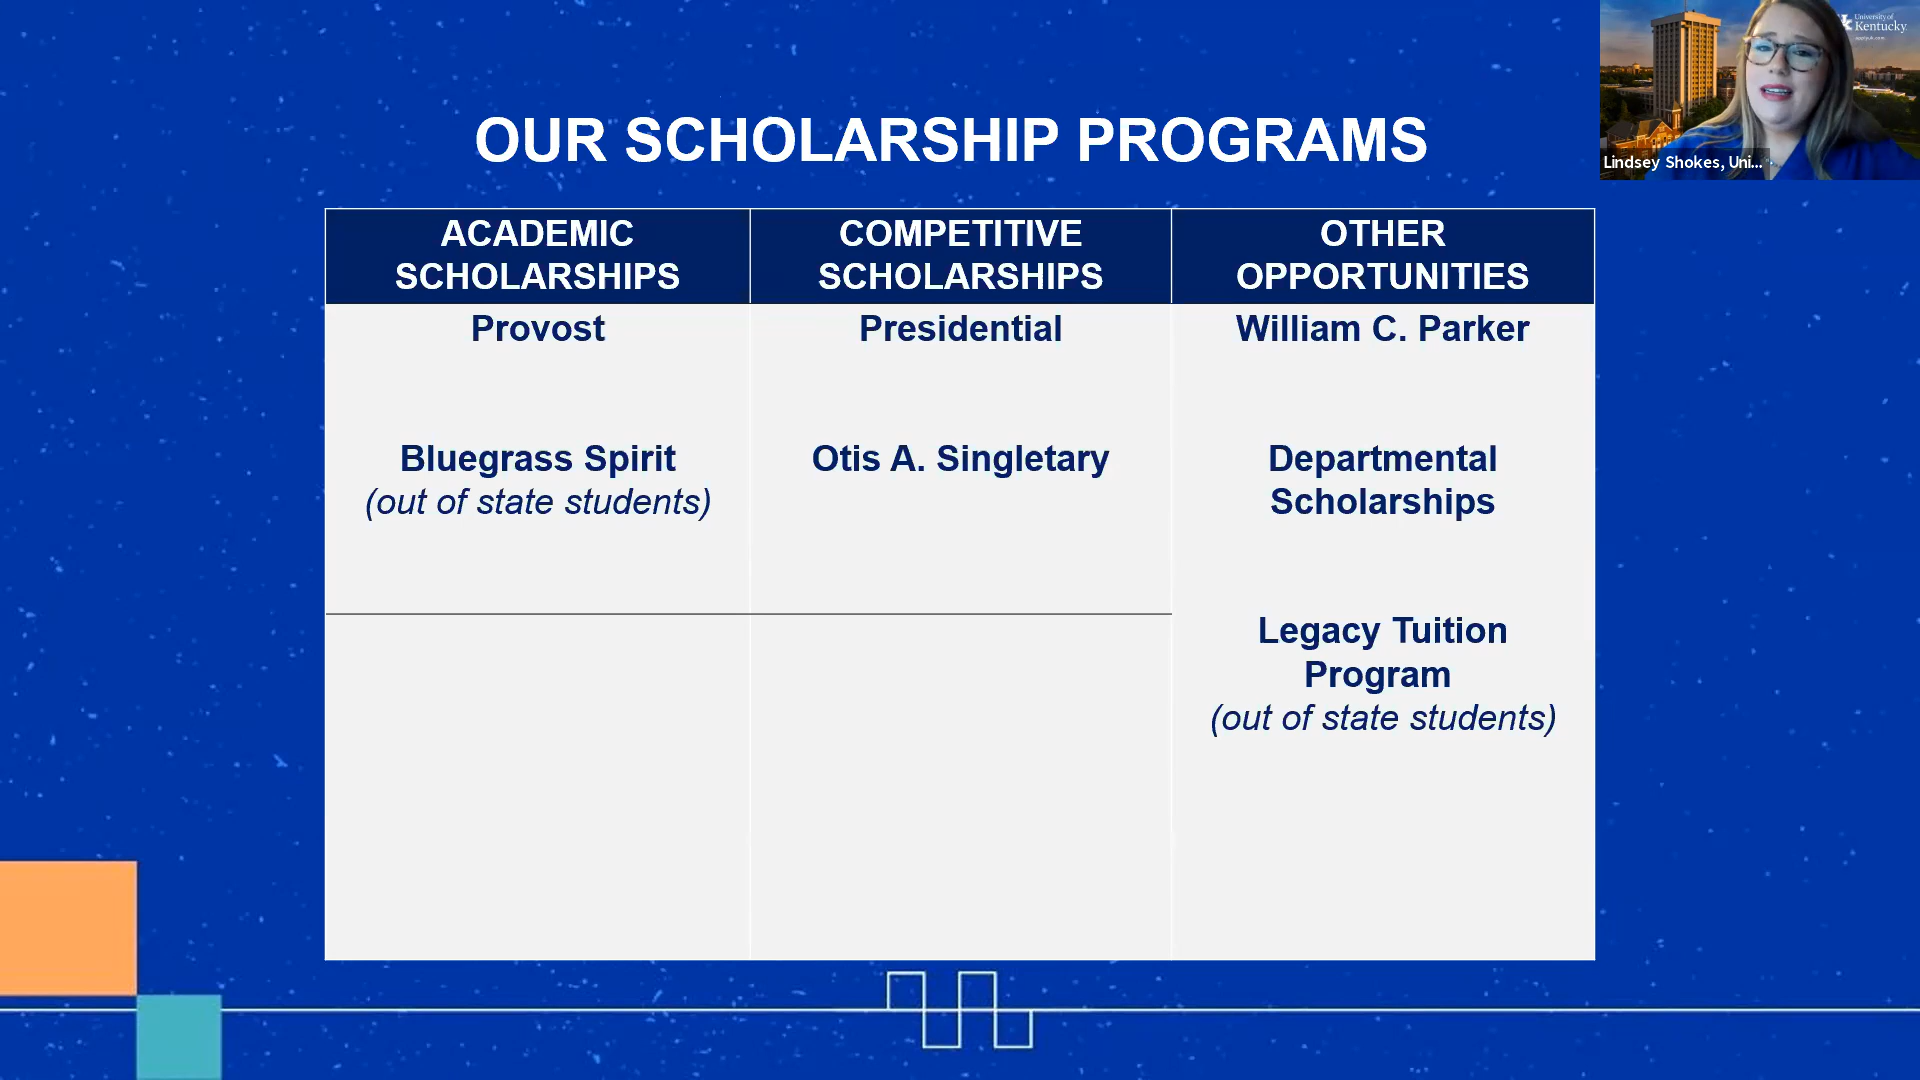 University of
Kentucky
Lindsey Shokes, Uni...
OUR SCHOLARSHIP PROGRAMS
ACADEMIC
SCHOLARSHIPS
Provost
Bluegrass Spirit
(out of state students)
COMPETITIVE
SCHOLARSHIPS
Presidential
Otis A. Singletary
OTHER
OPPORTUNITIES
William C. Parker
Departmental
Scholarships
Legacy Tuition
Program
(out of state students)